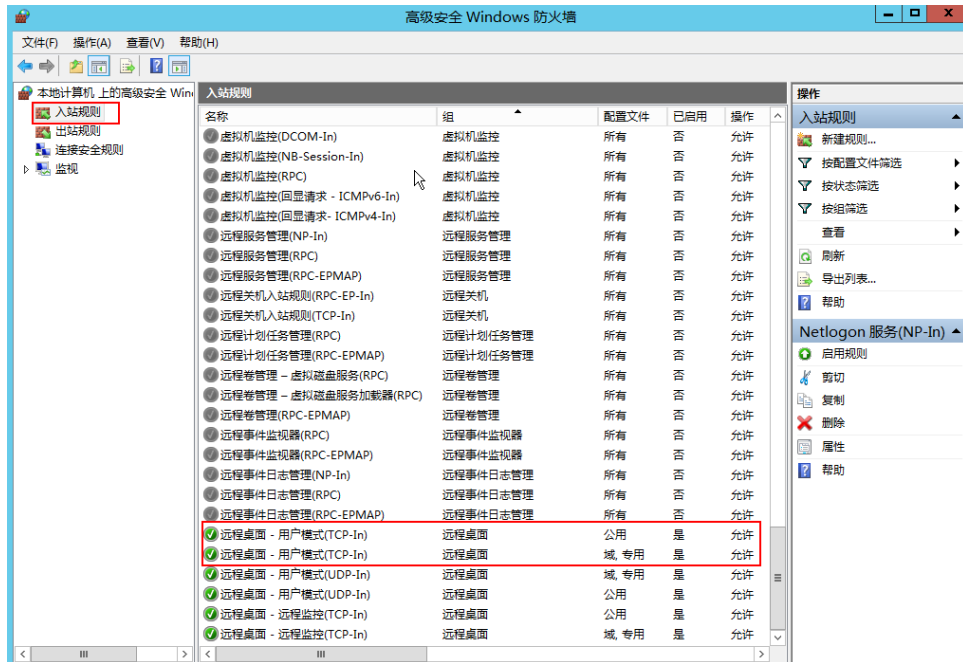 高级安全 Windows 防火墙
文件(F) 操作(A) 查看(V) 帮助(H)
本地计算机 上的高级安全 Win
入站规则
出站规则
连接安全规则
监视
入站规则
名称 组 配置文件 已启用 操作
虚拟机监控(DCOM-In) 虚拟机监控 所有 否 允许
虚拟机监控(NB-Session-In) 虚拟机监控 所有 否 允许
虚拟机监控(RPC) 虚拟机监控 所有 否 允许
虚拟机监控(回显请求 - ICMPv6-In) 虚拟机监控 所有 否 允许
虚拟机监控(回显请求- ICMPv4-In) 虚拟机监控 所有 否 允许
远程服务管理(NP-In) 远程服务管理 所有 否 允许
远程服务管理(RPC) 远程服务管理 所有 否 允许
远程服务管理(RPC-EPMAP) 远程服务管理 所有 否 允许
远程关机入站规则(RPC-EP-In) 远程关机 所有 否 允许
远程关机入站规则(TCP-In) 远程关机 所有 否 允许
远程计划任务管理(RPC) 远程计划任务管理 所有 否 允许
远程计划任务管理(RPC-EPMAP) 远程计划任务管理 所有 否 允许
远程卷管理 – 虚拟磁盘服务(RPC) 远程卷管理 所有 否 允许
远程卷管理 – 虚拟磁盘服务加载器(RPC) 远程卷管理 所有 否 允许
远程卷管理(RPC-EPMAP) 远程卷管理 所有 否 允许
远程事件监视器(RPC) 远程事件监视器 所有 否 允许
远程事件监视器(RPC-EPMAP) 远程事件监视器 所有 否 允许
远程事件日志管理(NP-In) 远程事件日志管理 所有 否 允许
远程事件日志管理(RPC) 远程事件日志管理 所有 否 允许
远程事件日志管理(RPC-EPMAP) 远程事件日志管理 所有 否 允许
远程桌面 - 用户模式(TCP-In) 远程桌面 公用 是 允许
远程桌面 - 用户模式(TCP-In) 远程桌面 域, 专用 是 允许
远程桌面 - 用户模式(UDP-In) 远程桌面 域, 专用 是 允许
远程桌面 - 用户模式(UDP-In) 远程桌面 公用 是 允许
远程桌面 - 远程监控(TCP-In) 远程桌面 公用 是 允许
远程桌面 - 远程监控(TCP-In) 远程桌面 域, 专用 是 允许
操作
入站规则
新建规则...
按配置文件筛选
按状态筛选
按组筛选
查看
刷新
导出列表...
帮助
Netlogon 服务(NP-In)
启用规则
剪切
复制
删除
属性
帮助